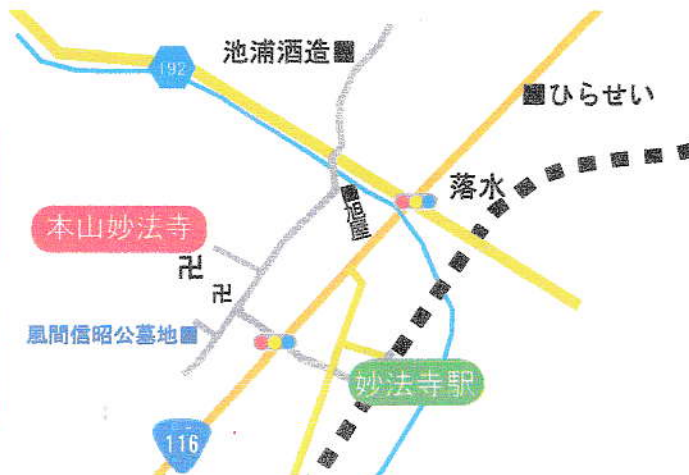 池浦酒造
192
ひらせい
落水
旭屋
本山妙法寺
卍
卍
風間信昭公墓地
妙法寺駅
116